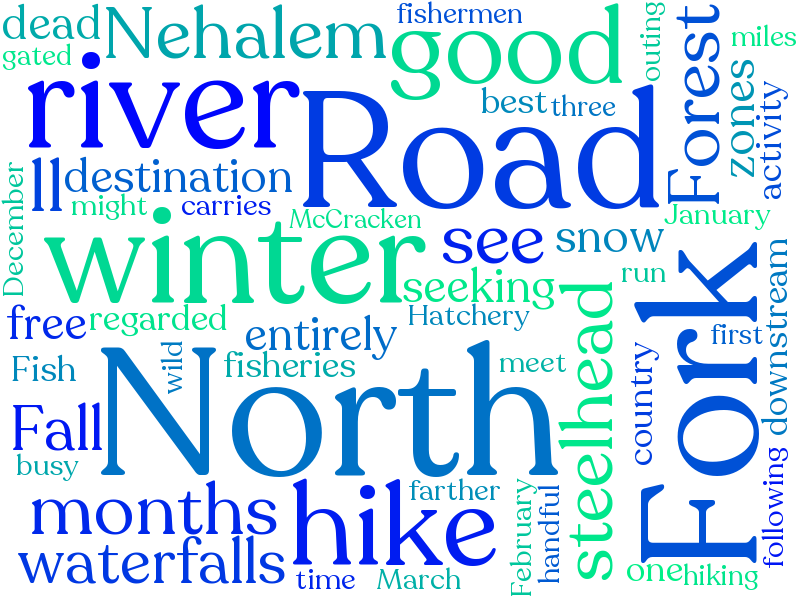 dead
Nehalem
fishermen
good
outing
Forest
miles
gated
river
Road
best
three
zones
activity
ll
destination
December
might
carries
McCracken
January
winter
see
snow
seeking
run
free
regarded
Hatchery
steelhead
Fork
downstream
entirely
first
Fish
wild
fisheries
meet
country
North
Fall
busy
farther
following
months
hike
February
handful
waterfalls
time
March
one
hiking